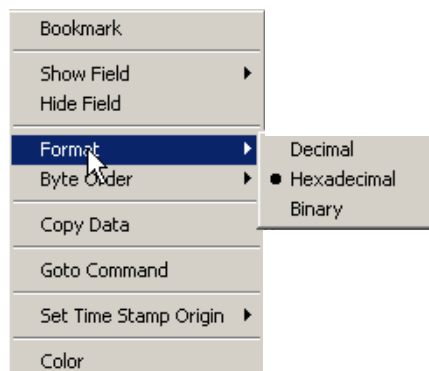 Bookmark
Show Field
Hide Field
Format
Byte Order
Copy Data
Goto Command
Set Time Stamp Origin
Color
Decimal
Hexadecimal
Binary